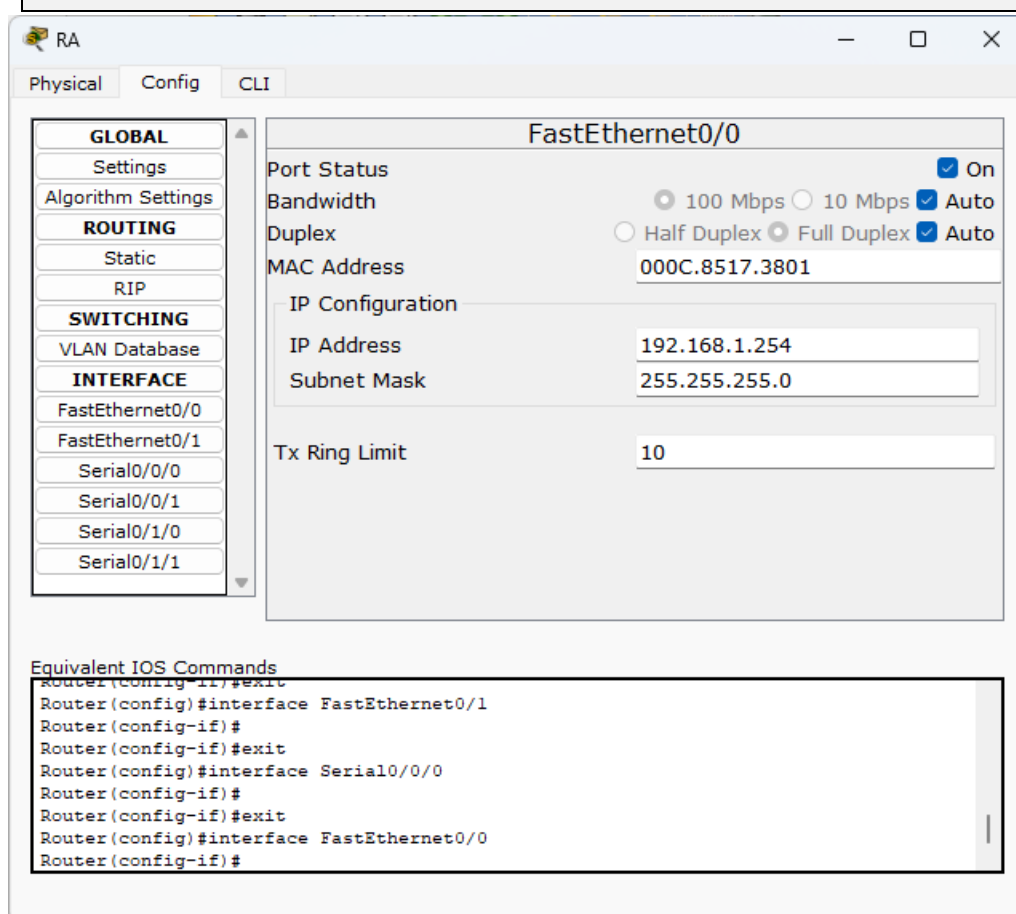 RA
Physical Config CLI
GLOBAL
Settings
Algorithm Settings
ROUTING
Static
RIP
SWITCHING
VLAN Database
INTERFACE
FastEthernet0/0
FastEthernet0/1
Serial0/0/0
Serial0/0/1
Serial0/1/0
Serial0/1/1
FastEthernet0/0
Port Status On
Bandwidth 100 Mbps 10 Mbps Auto
Duplex Half Duplex Full Duplex Auto
MAC Address 000C.8517.3801
IP Configuration
IP Address 192.168.1.254
Subnet Mask 255.255.255.0
Tx Ring Limit 10
Equivalent IOS Commands
Router(config-if)#exit
Router(config)#interface FastEthernet0/1
Router(config-if)#
Router(config-if)#exit
Router(config)#interface Serial0/0/0
Router(config-if)#
Router(config-if)#exit
Router(config)#interface FastEthernet0/0
Router(config-if)#